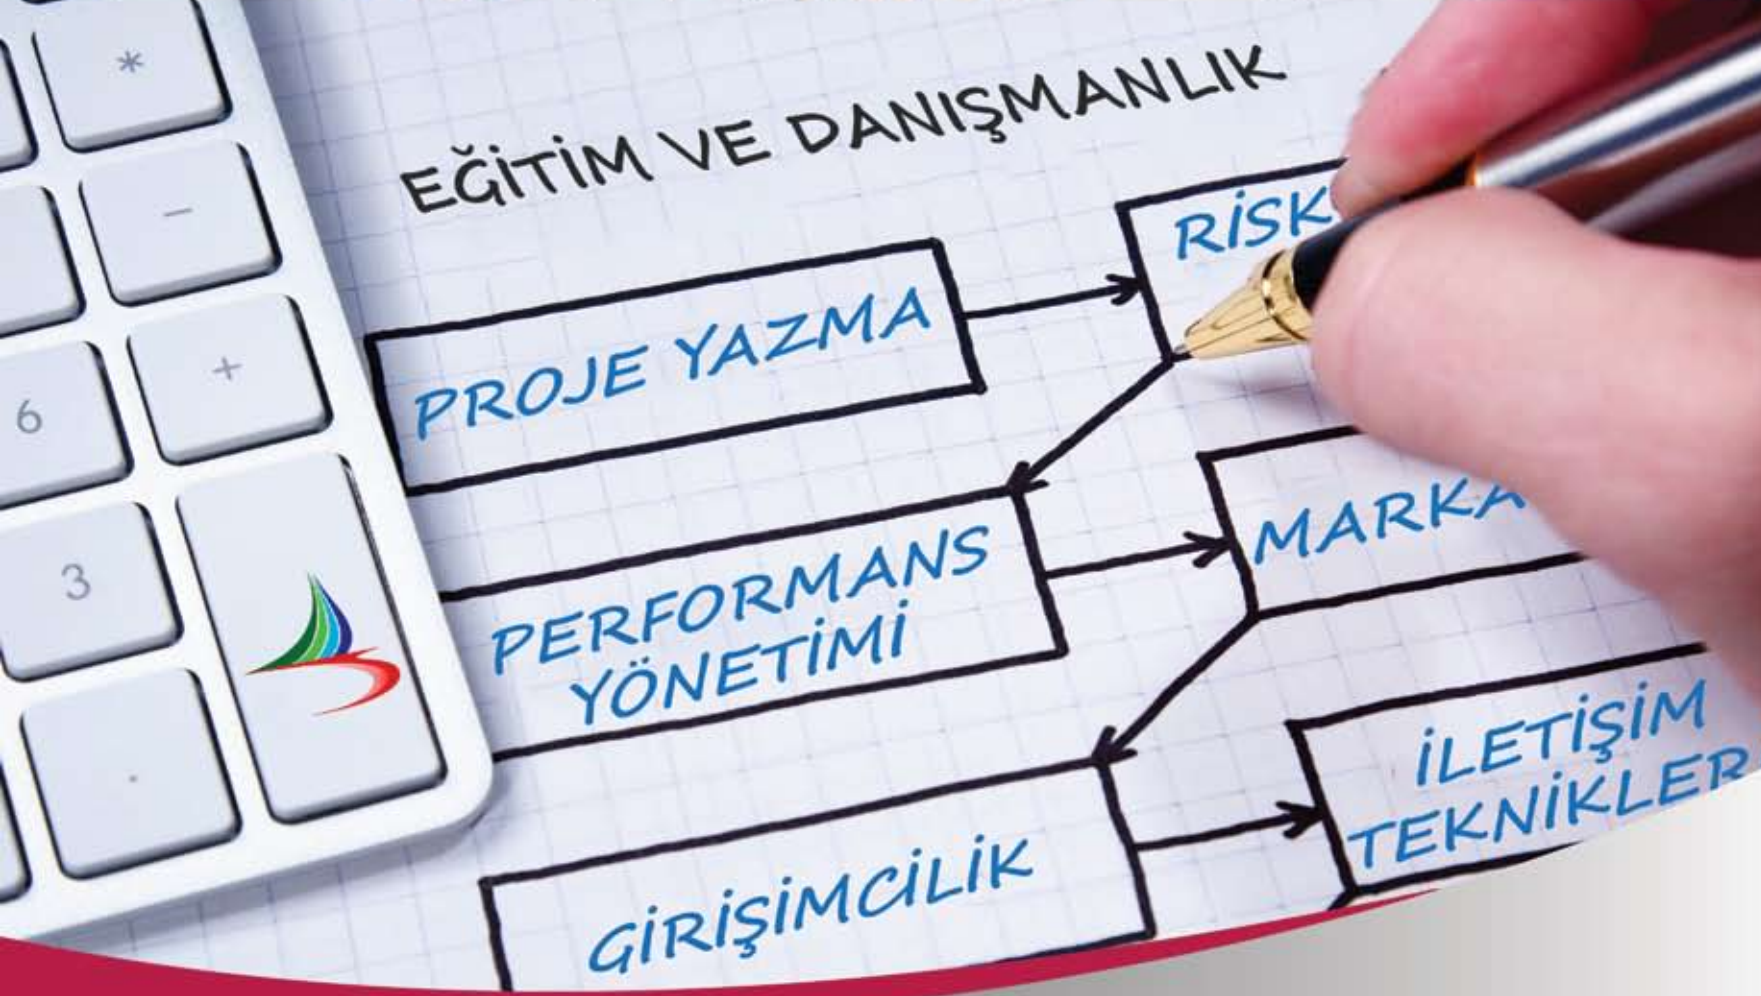 EĞİTİM VE DANIŞMANLIK
PROJE YAZMA
RİSK
PERFORMANS
YÖNETİMİ
MARKA
GİRİŞİMCİLİK
İLETİŞİM
TEKNİKLER
*
-
+
6
3
.